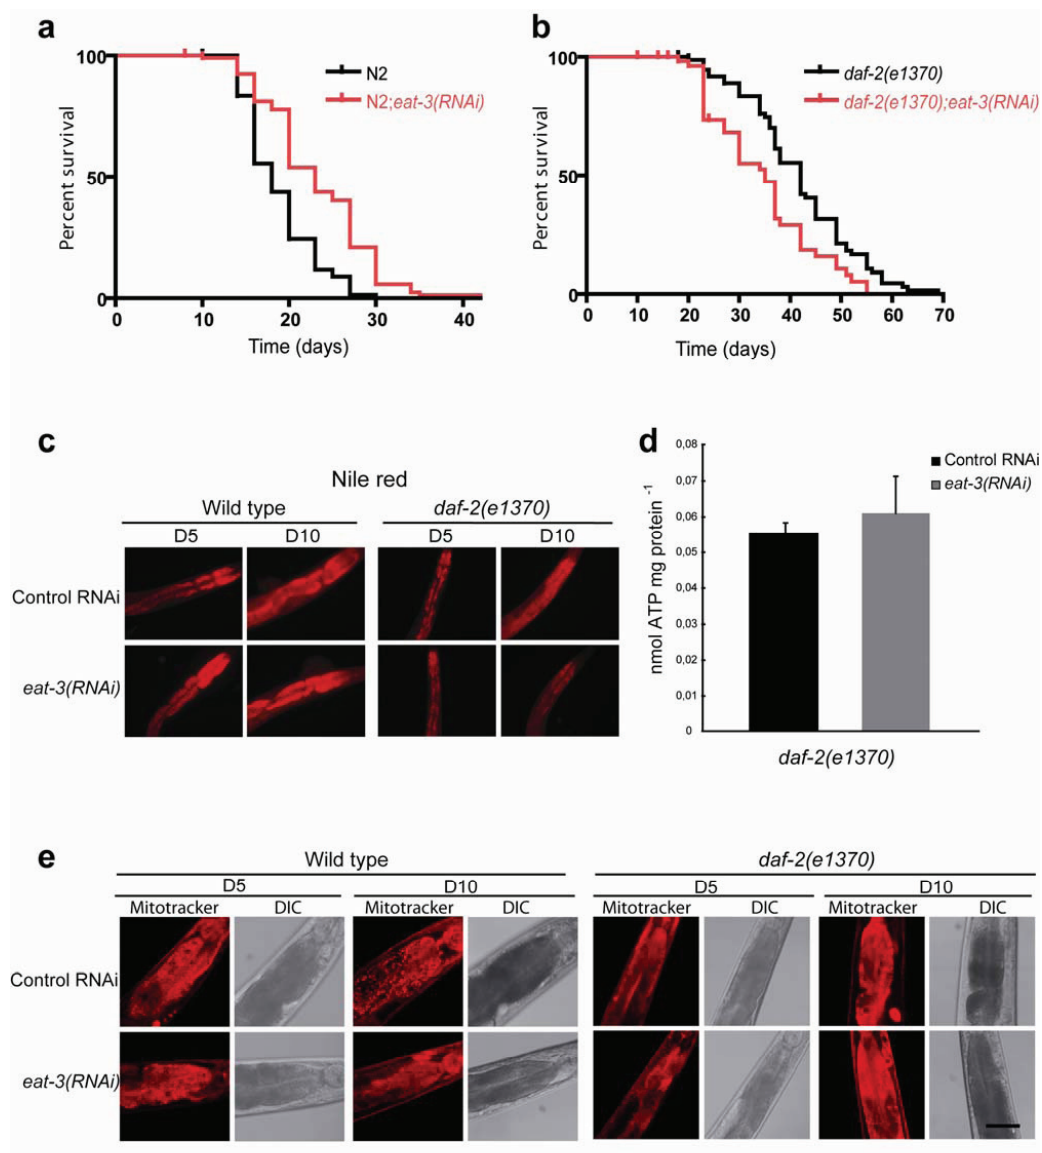 a
100
50
0
Percent survival
N2
N2;eat-3(RNAi)
0 10 20 30 40
Time (days)
b
100
50
0
Percent survival
daf-2(e1370)
daf-2(e1370);eat-3(RNAi)
0 10 20 30 40 50 60 70
Time (days)
c
Nile red
Wild type daf-2(e1370)
D5 D10 D5 D10
Control RNAi
eat-3(RNAi)
d
0,08
0,07
0,06
0,05
0,04
0,03
0,02
0,01
0
nmol ATP mg protein -1
Control RNAi
eat-3(RNAi)
daf-2(e1370)
e
Wild type daf-2(e1370)
D5 D10 D5 D10
Mitotracker DIC Mitotracker DIC Mitotracker DIC Mitotracker DIC
Control RNAi
eat-3(RNAi)